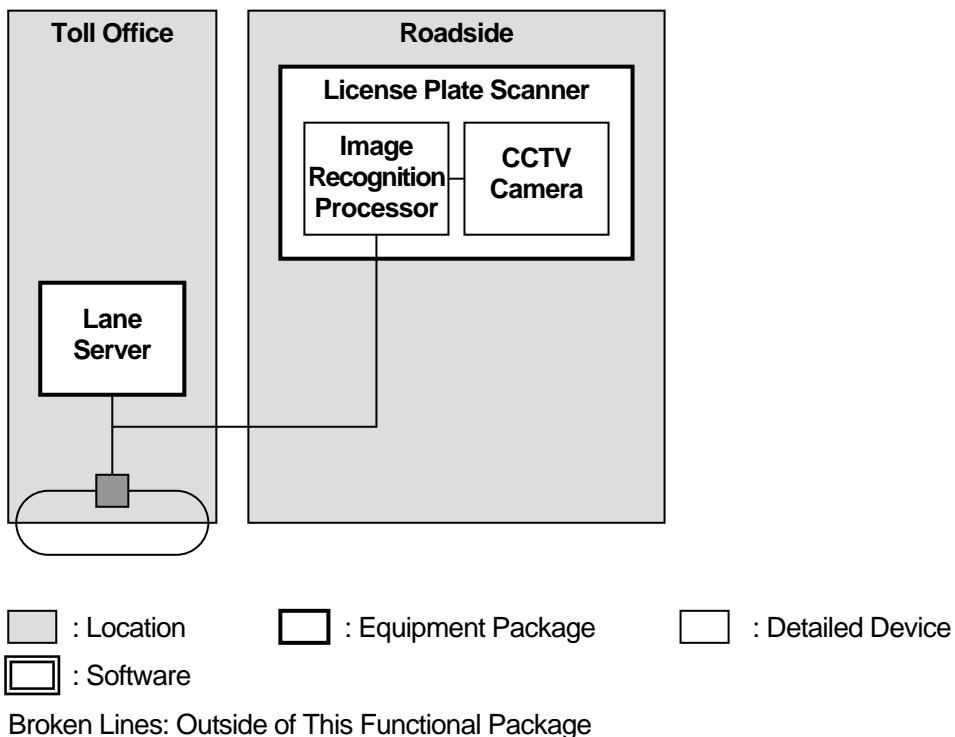 Toll Office
Roadside
License Plate Scanner
Image
Recognition
Processor
CCTV
Camera
Lane
Server
: Location
: Equipment Package
: Detailed Device
: Software
Broken Lines: Outside of This Functional Package